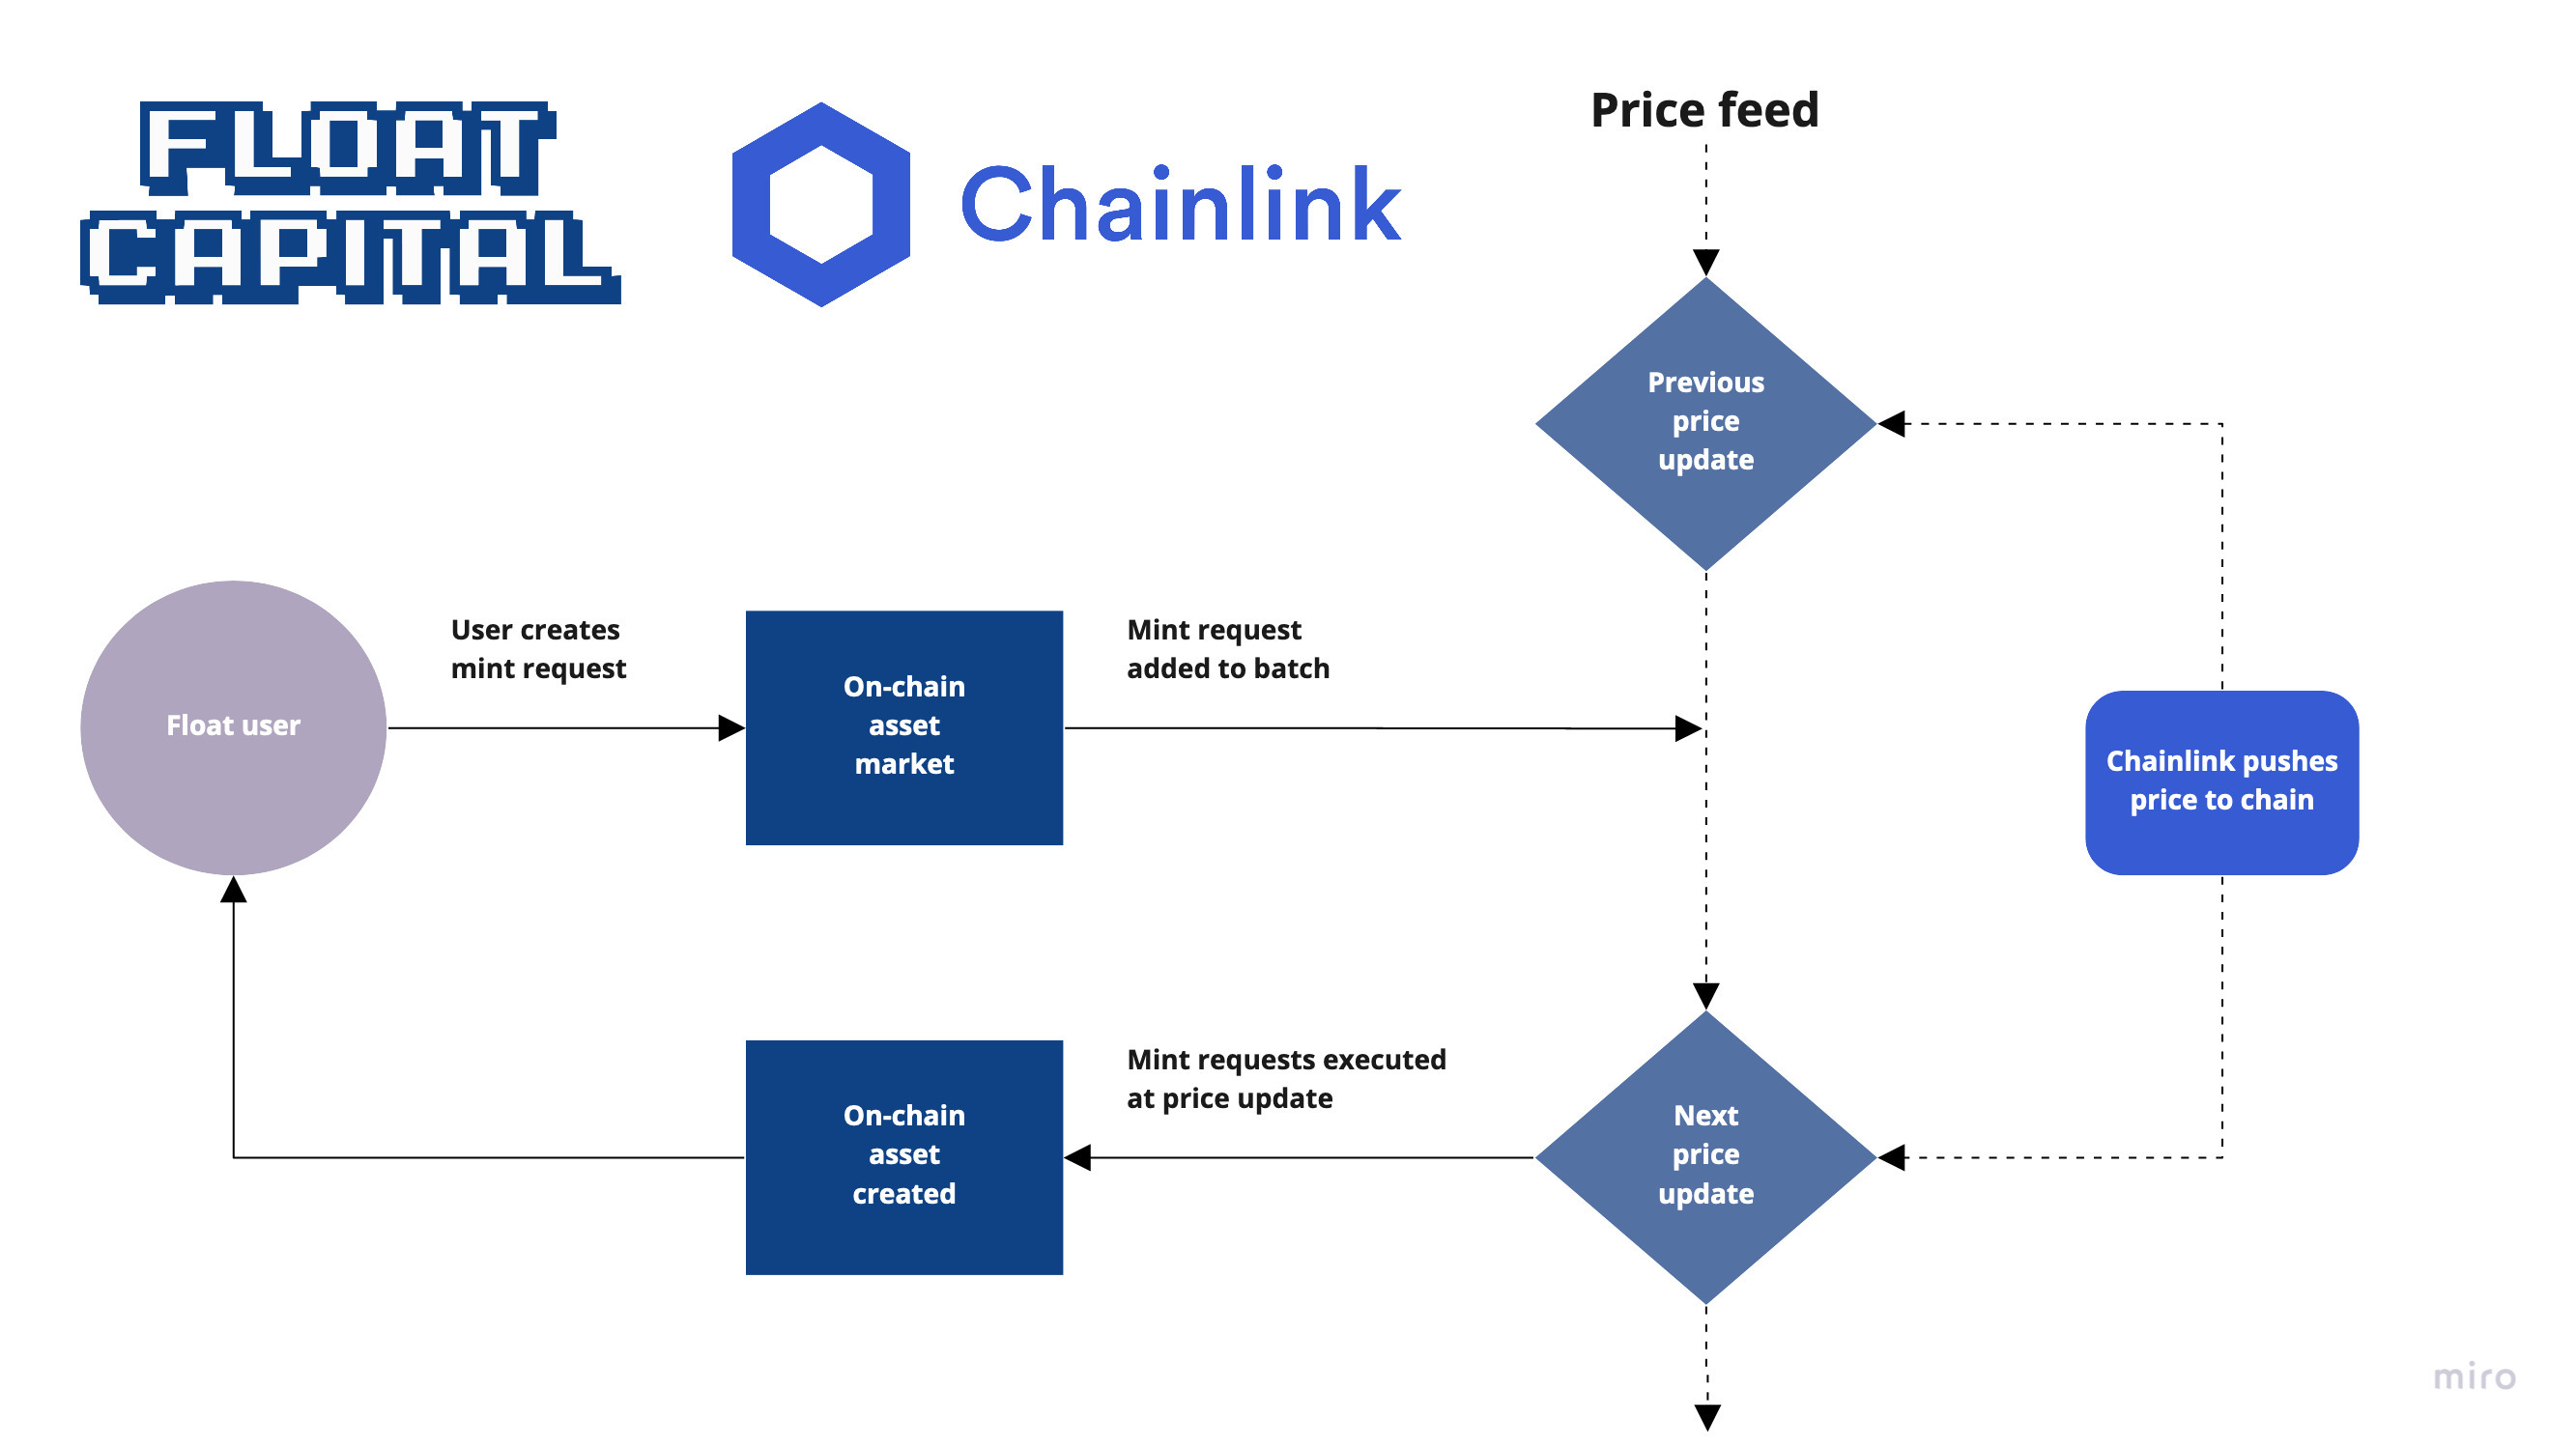 FLOAT
CAPITAL
Chainlink
Price feed
Previous
price
update
User creates
mint request
Mint request
added to batch
Float user
On-chain
asset
market
Chainlink pushes
price to chain
Mint requests executed
at price update
On-chain
asset
created
Next
price
update
miro